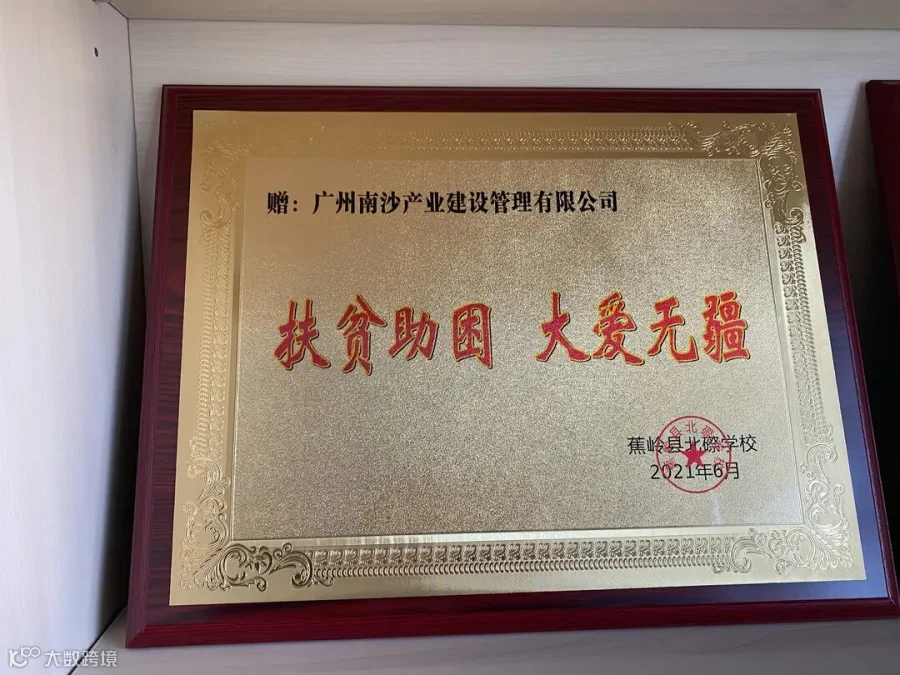 赠：广州南沙产业建设管理有限公司
扶贫助困 大爱无疆
蕉岭县北磜学校
2021年6月
大数跨境